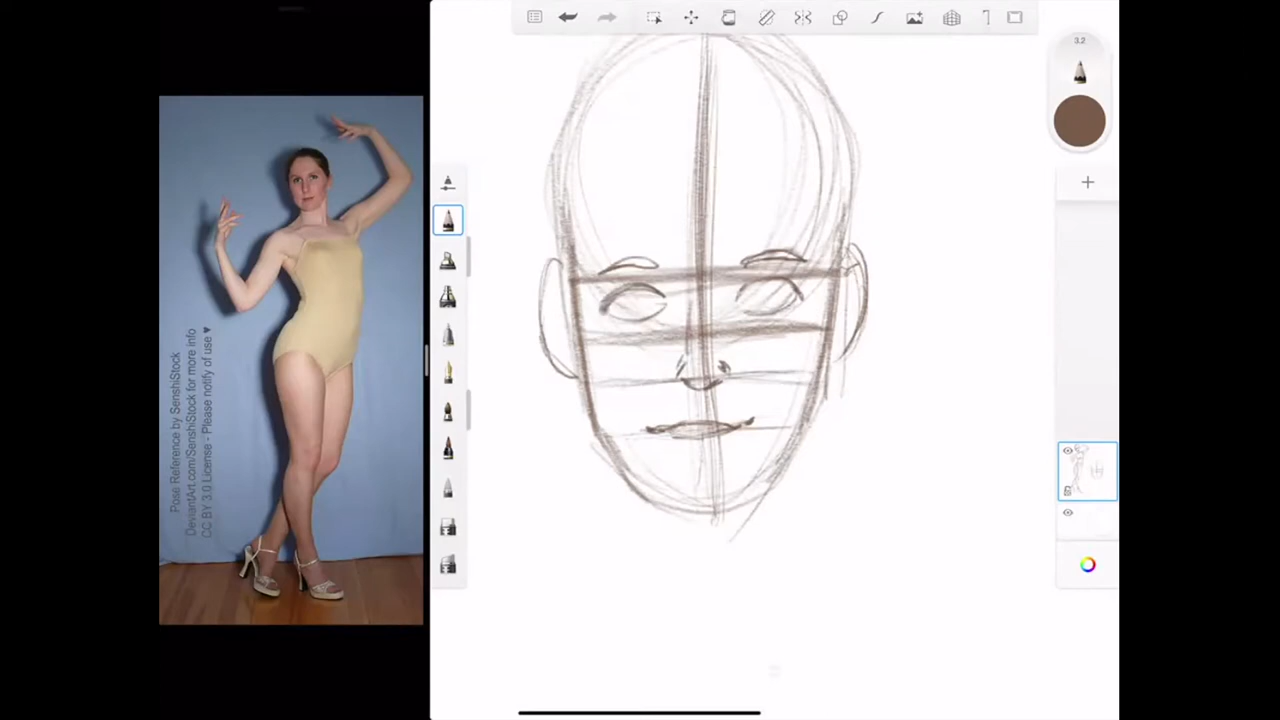 Pose Reference by SenshiStock
DeviantArt.com/SenshiStock for more info
CC BY 3.0 License - Please notify of use ♥
3.2